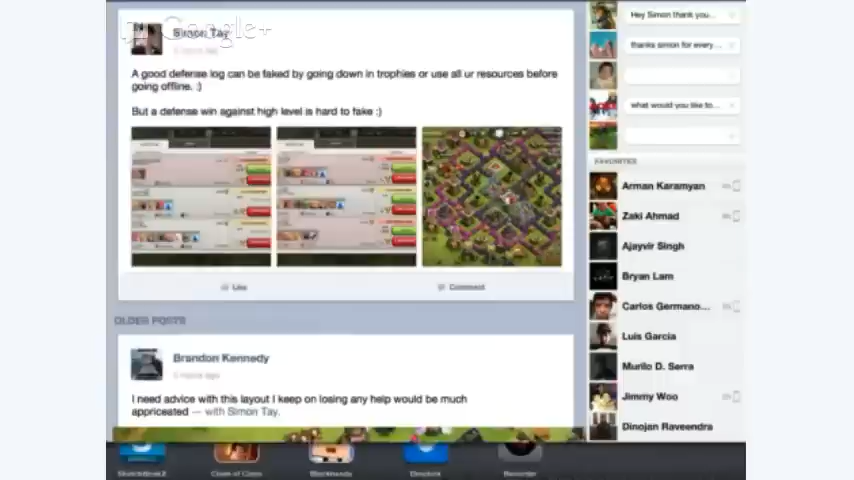 Google+
Simon Tay
A good defense log can be faked by going down in trophies or use all ur resources before
going offline. :)
But a defense win against high level is hard to fake :)
Like
Comment
OLDER POSTS
Brandon Kennedy
I need advice with this layout I keep on losing any help would be much
appriceated — with Simon Tay.
Hey Simon thank you...
thanks simon for every...
what would you like to...
FAVORITES
Arman Karamyan
Zaki Ahmad
Ajayvir Singh
Bryan Lam
Carlos Germano...
Luis Garcia
Murilo D. Serra
Jimmy Woo
Dinojan Raveendra
Clash of Clans
Dropbox